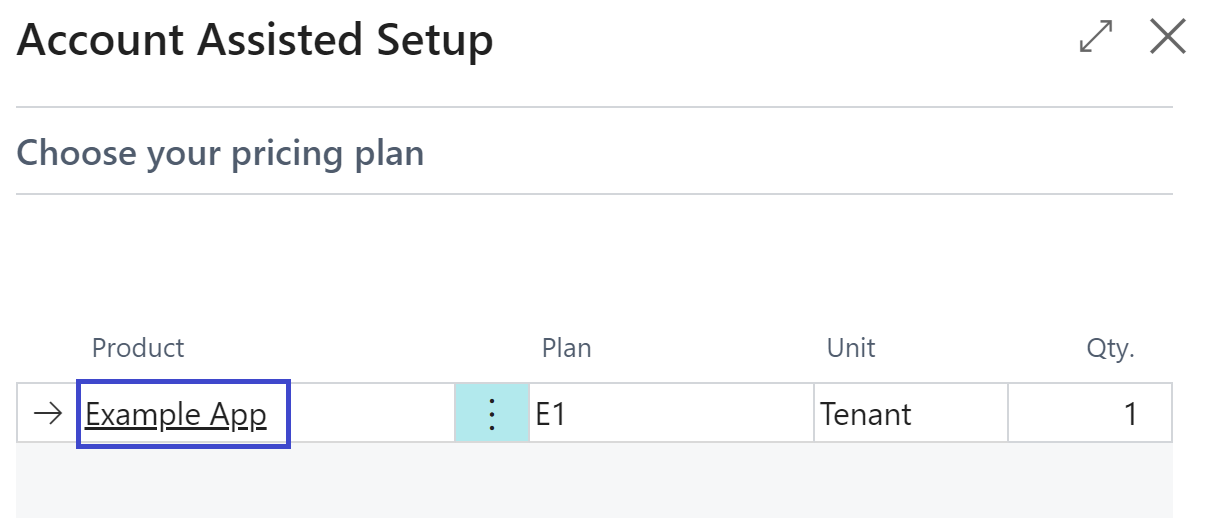 Account Assisted Setup
Choose your pricing plan
Product Plan Unit Qty.
Example App E1 Tenant 1